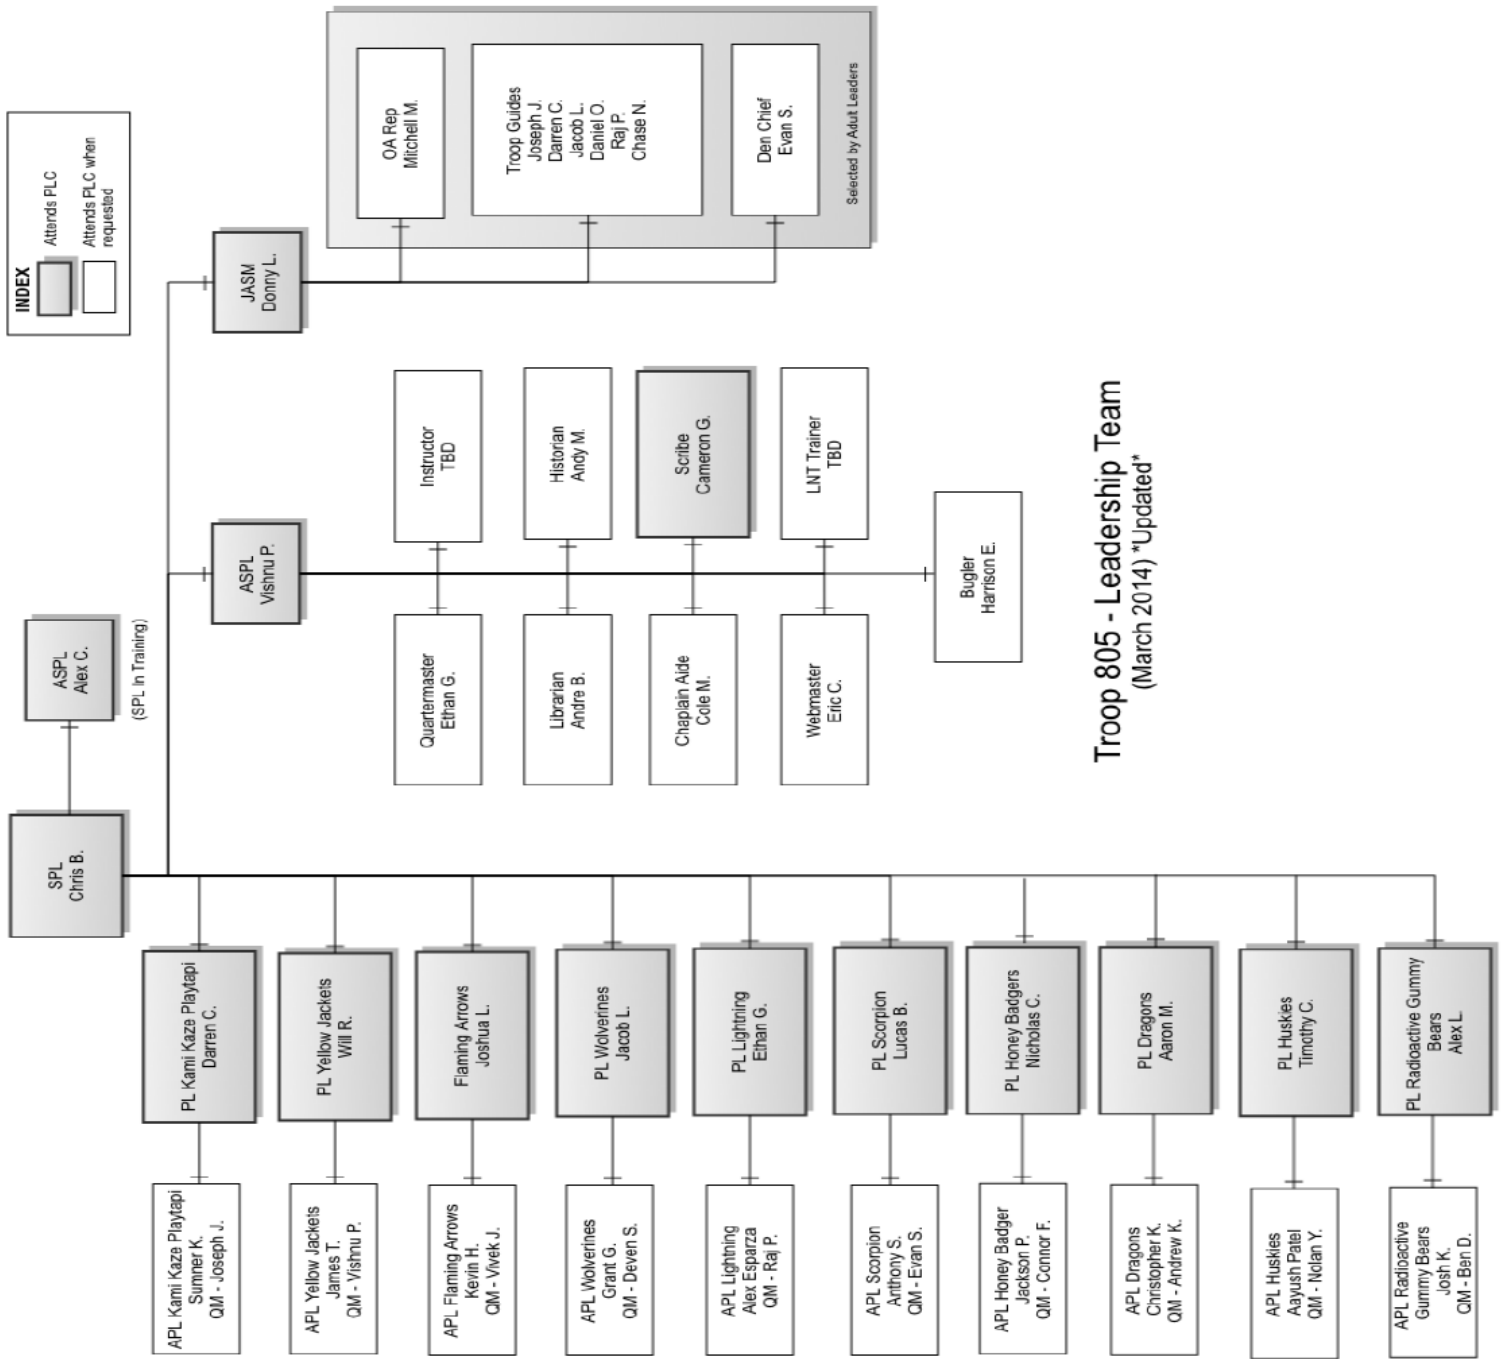 Troop 805 - Leadership Team
(March 2014) *Updated*
INDEX
Attends PLC
Attends PLC when
requested
SPL
Chris B.
ASPL
Alex C.
(SPL In Training)
ASPL
Vishnu P.
JASM
Donny L.
OA Rep
Mitchell M.
Troop Guides
Joseph J.
Darren C.
Jacob L.
Daniel O.
Raj P.
Chase N.
Den Chief
Evan S.
Selected by Adult Leaders
Quartermaster
Ethan G.
Instructor
TBD
Librarian
Andre B.
Historian
Andy M.
Chaplain Aide
Cole M.
Scribe
Cameron G.
Webmaster
Eric C.
LNT Trainer
TBD
Bugler
Harrison E.
PL Kami Kaze Playtapi
Darren C.
APL Kami Kaze Playtapi
Sumner K.
QM - Joseph J.
PL Yellow Jackets
Will R.
APL Yellow Jackets
James T.
QM - Vishnu P.
Flaming Arrows
Joshua L.
APL Flaming Arrows
Kevin H.
QM - Vivek J.
PL Wolverines
Jacob L.
APL Wolverines
Grant G.
QM - Deven S.
PL Lightning
Ethan G.
APL Lightning
Alex Esparza
QM - Raj P.
PL Scorpion
Lucas B.
APL Scorpion
Anthony S.
QM - Evan S.
PL Honey Badgers
Nicholas C.
APL Honey Badger
Jackson P.
QM - Connor F.
PL Dragons
Aaron M.
APL Dragons
Christopher K.
QM - Andrew K.
PL Huskies
Timothy C.
APL Huskies
Aayush Patel
QM - Nolan Y.
PL Radioactive Gummy
Bears
Alex L.
APL Radioactive
Gummy Bears
Josh K.
QM - Ben D.